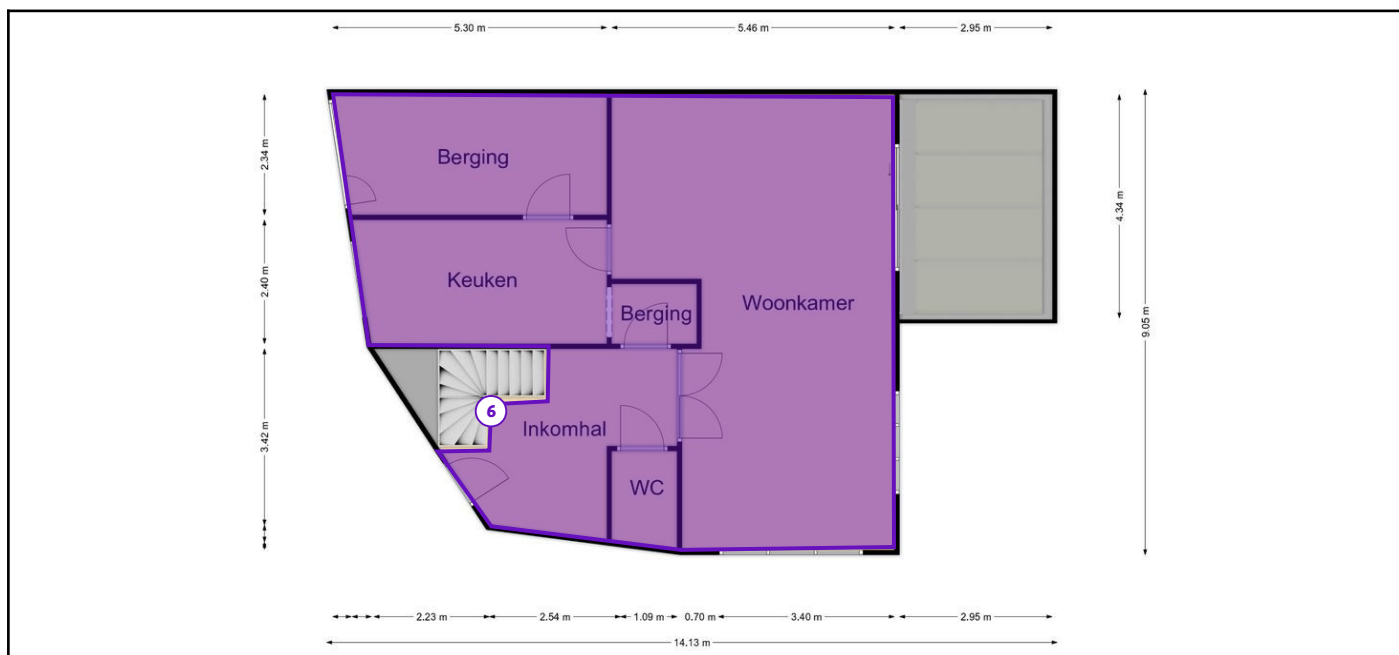 5.30 m 5.46 m 2.95 m
2.34 m
2.40 m
3.42 m
4.34 m
9.05 m
Berging
Keuken
Berging
Woonkamer
6
Inkomhal
WC
2.23 m 2.54 m 1.09 m 0.70 m 3.40 m 2.95 m
14.13 m